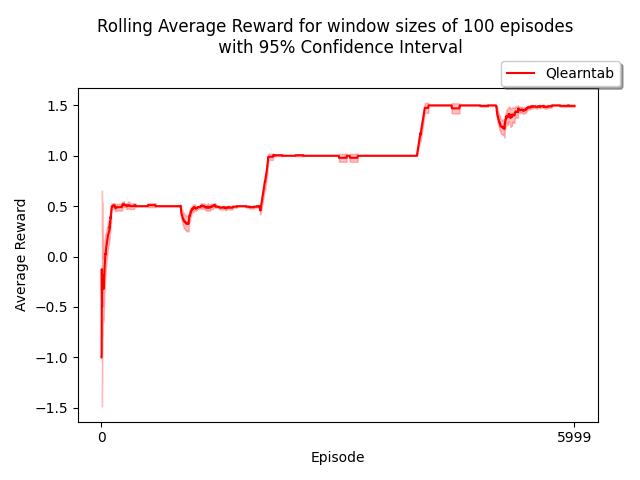 Rolling Average Reward for window sizes of 100 episodes
with 95% Confidence Interval
Qlearntab
1.5
1.0
0.5
0.0
−0.5
−1.0
−1.5
Average Reward
0
5999
Episode